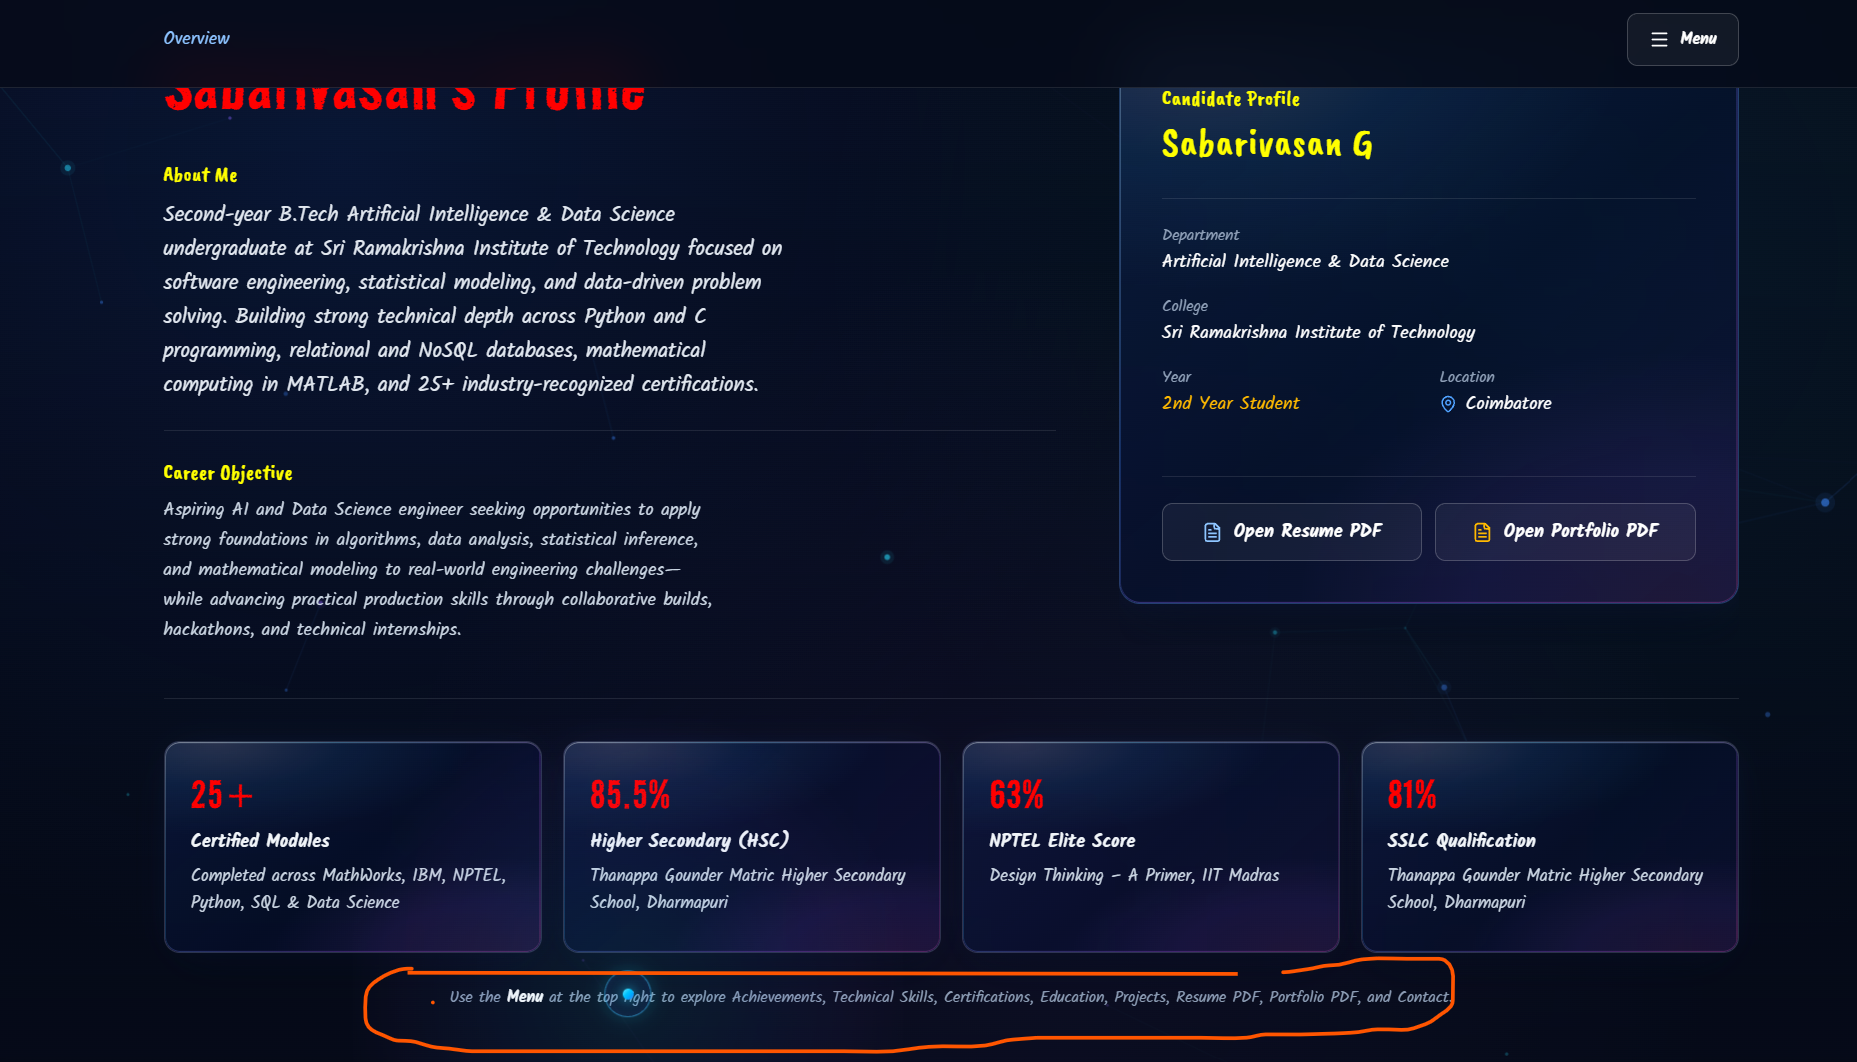 Overview
Menu
Sabarivasan's Profile
About Me
Second-year B.Tech Artificial Intelligence & Data Science
undergraduate at Sri Ramakrishna Institute of Technology focused on
software engineering, statistical modeling, and data-driven problem
solving. Building strong technical depth across Python and C
programming, relational and NoSQL databases, mathematical
computing in MATLAB, and 25+ industry-recognized certifications.
Career Objective
Aspiring AI and Data Science engineer seeking opportunities to apply
strong foundations in algorithms, data analysis, statistical inference,
and mathematical modeling to real-world engineering challenges—
while advancing practical production skills through collaborative builds,
hackathons, and technical internships.
Candidate Profile
Sabarivasan G
Department
Artificial Intelligence & Data Science
College
Sri Ramakrishna Institute of Technology
Year
2nd Year Student
Location
Coimbatore
Open Resume PDF
Open Portfolio PDF
25+
Certified Modules
Completed across MathWorks, IBM, NPTEL,
Python, SQL & Data Science
85.5%
Higher Secondary (HSC)
Thanappa Gounder Matric Higher Secondary
School, Dharmapuri
63%
NPTEL Elite Score
Design Thinking – A Primer, IIT Madras
81%
SSLC Qualification
Thanappa Gounder Matric Higher Secondary
School, Dharmapuri
Use the Menu at the top right to explore Achievements, Technical Skills, Certifications, Education, Projects, Resume PDF, Portfolio PDF, and Contact.